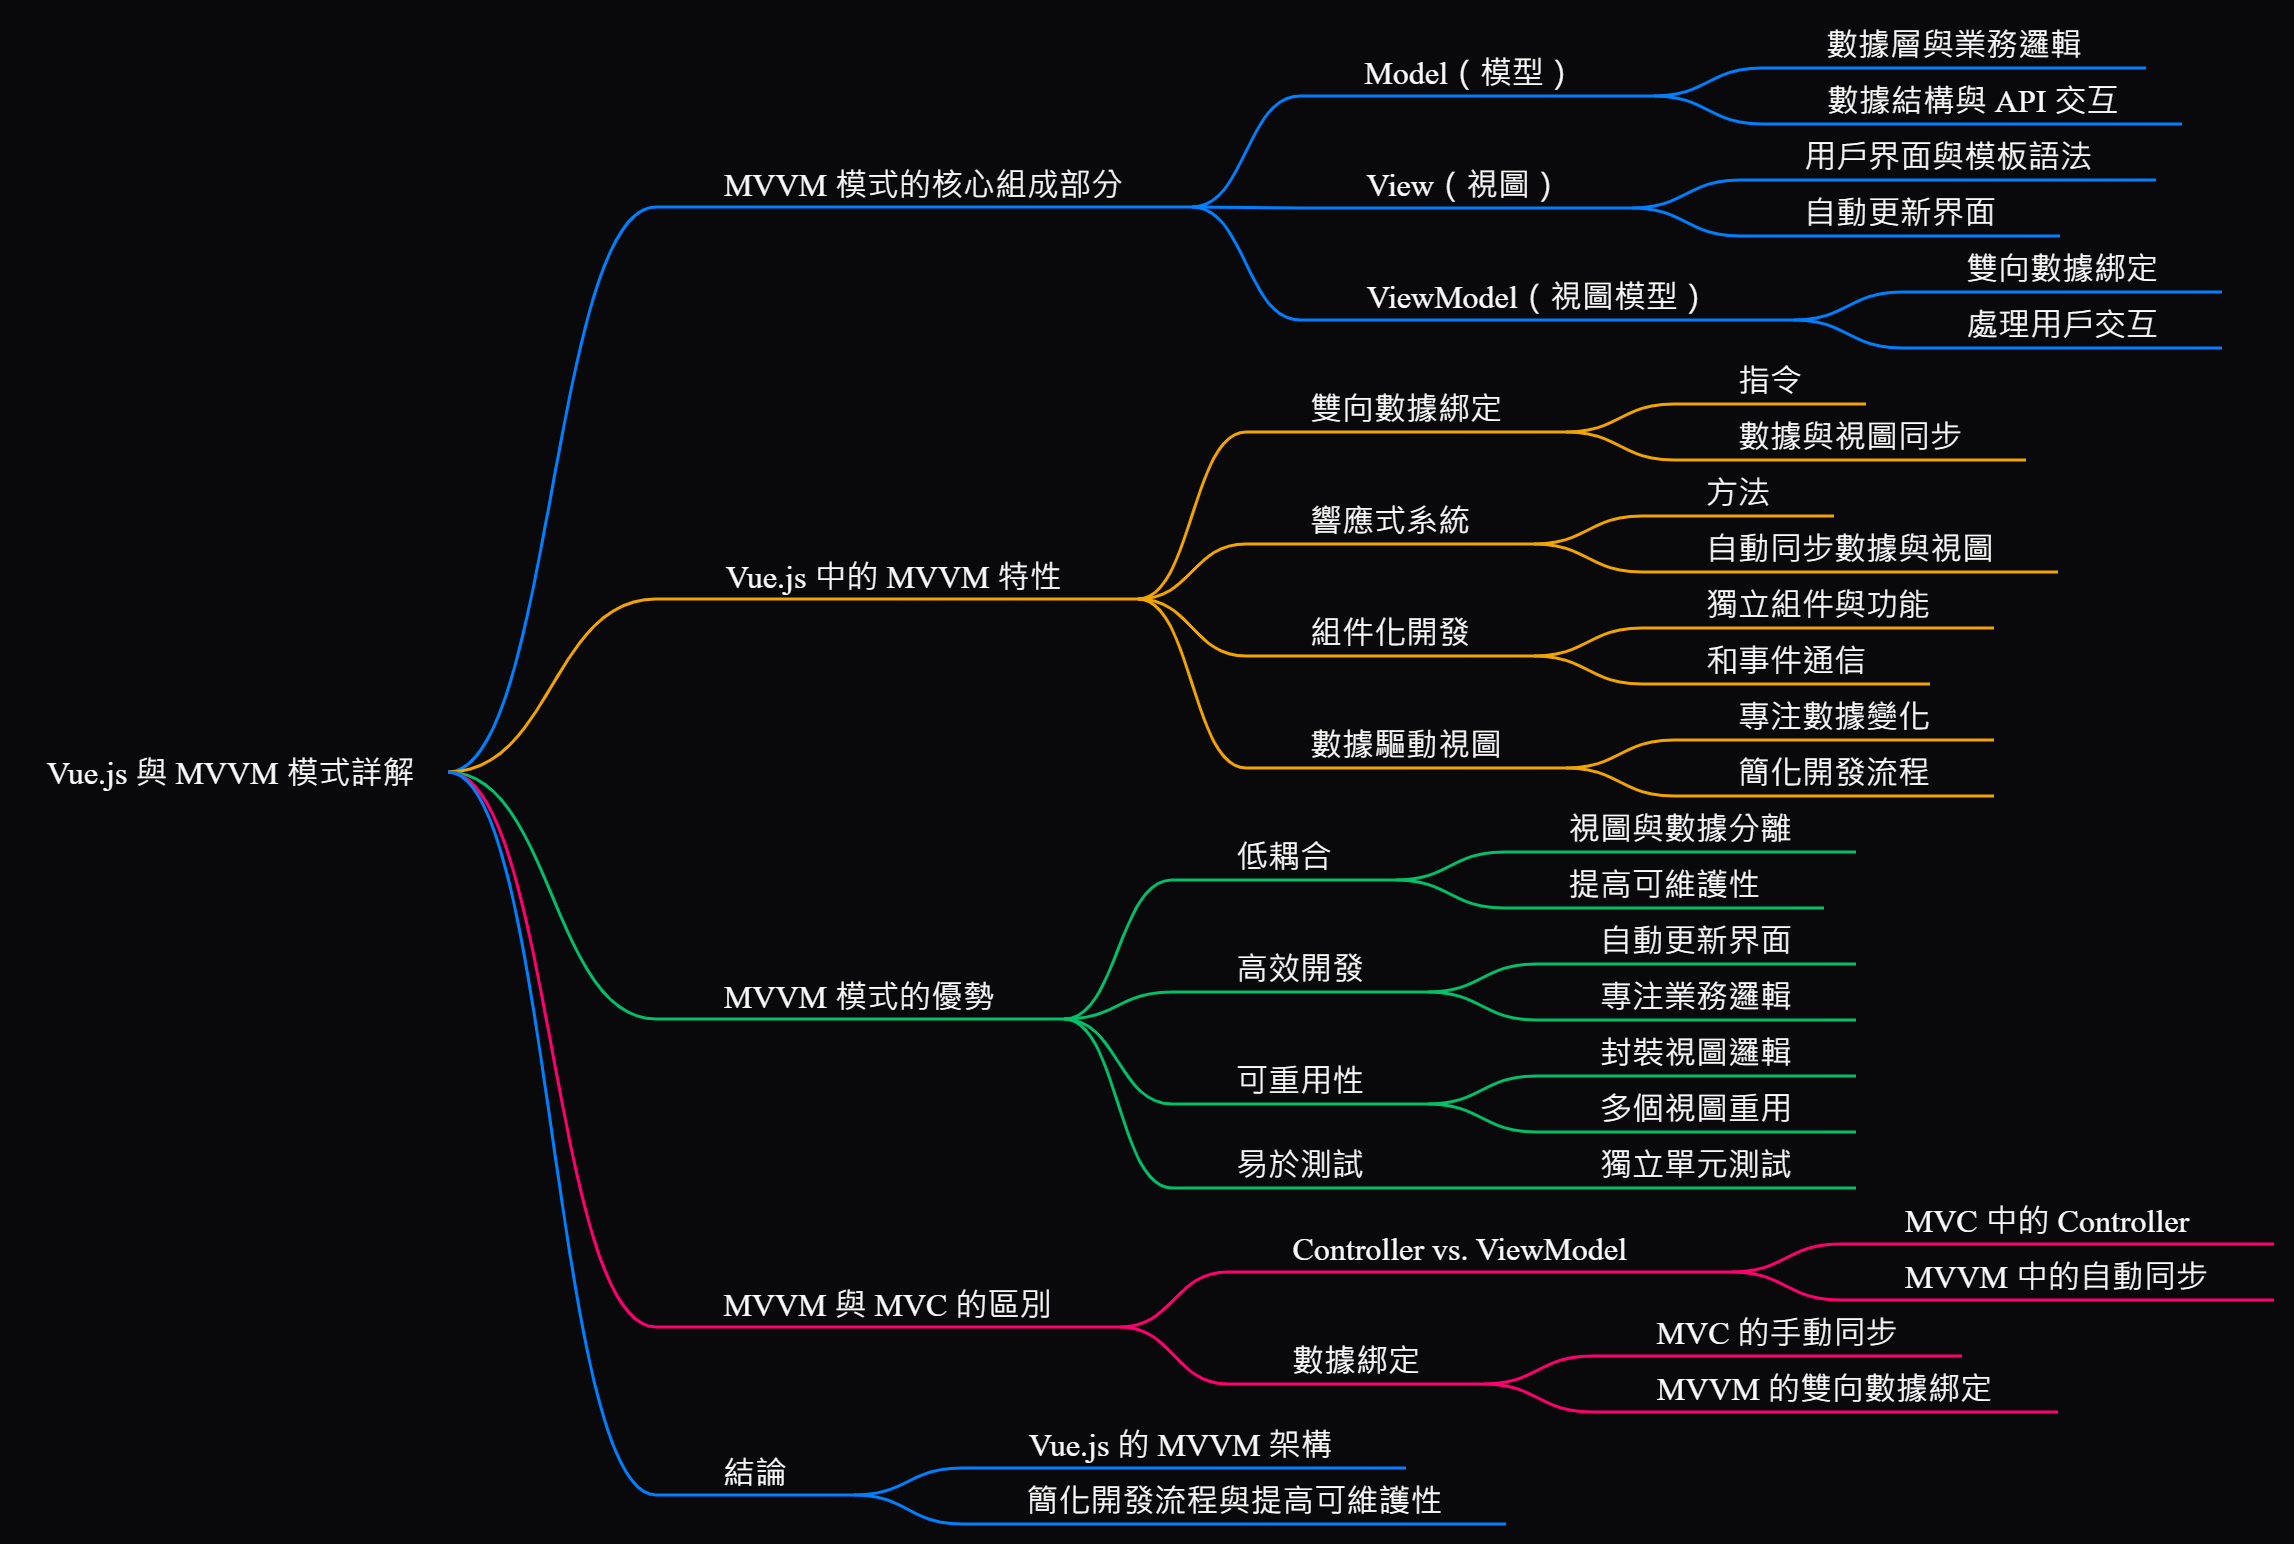 Vue.js 與 MVVM 模式詳解
MVVM 模式的核心組成部分
Model（模型）
數據層與業務邏輯
數據結構與 API 交互
View（視圖）
用戶界面與模板語法
自動更新界面
ViewModel（視圖模型）
雙向數據綁定
處理用戶交互
Vue.js 中的 MVVM 特性
雙向數據綁定
指令
數據與視圖同步
響應式系統
方法
自動同步數據與視圖
組件化開發
獨立組件與功能
和事件通信
數據驅動視圖
專注數據變化
簡化開發流程
MVVM 模式的優勢
低耦合
視圖與數據分離
提高可維護性
高效開發
自動更新界面
專注業務邏輯
可重用性
封裝視圖邏輯
多個視圖重用
易於測試
獨立單元測試
MVVM 與 MVC 的區別
Controller vs. ViewModel
MVC 中的 Controller
MVVM 中的自動同步
數據綁定
MVC 的手動同步
MVVM 的雙向數據綁定
結論
Vue.js 的 MVVM 架構
簡化開發流程與提高可維護性